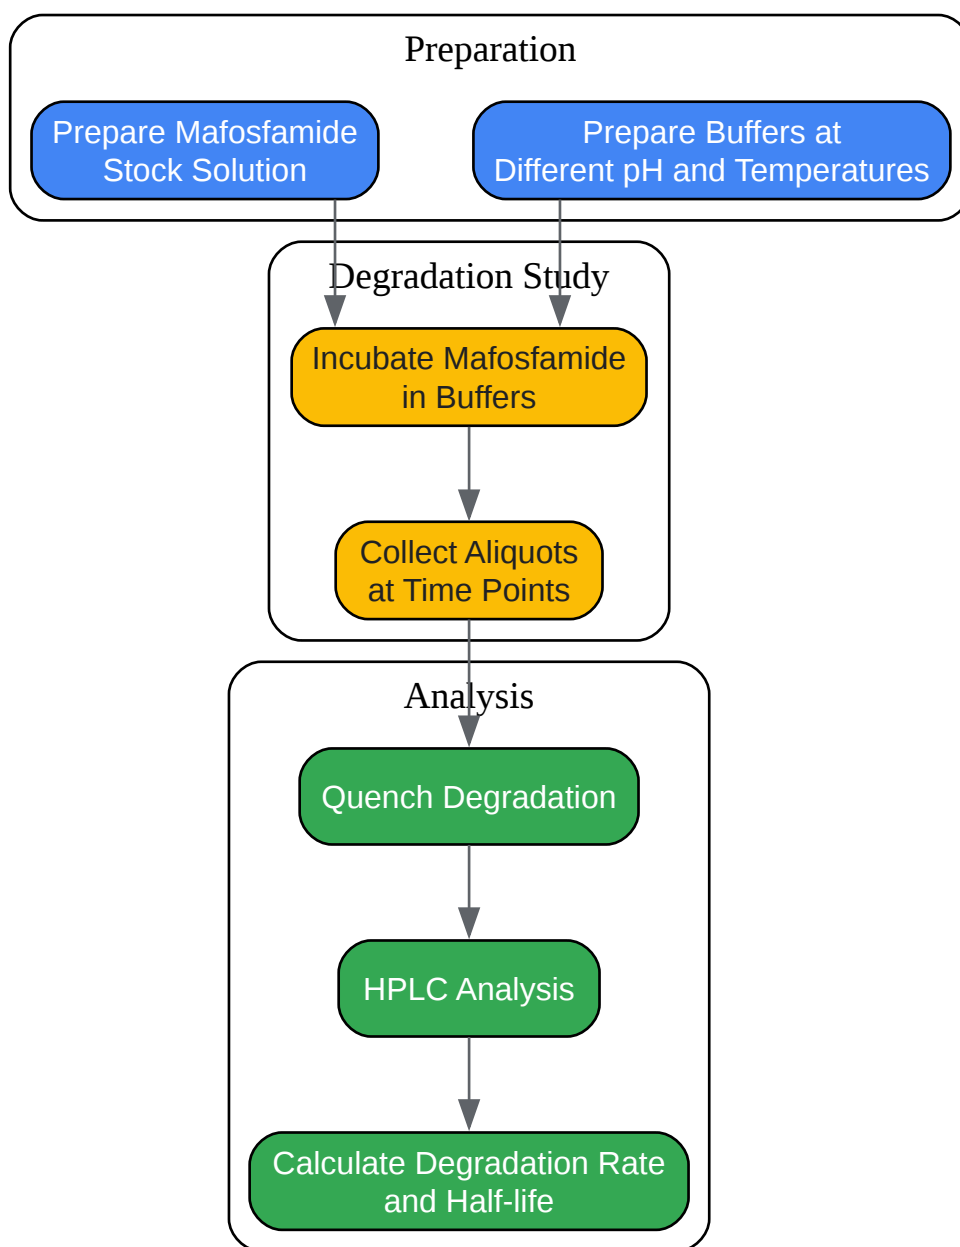 Preparation
Prepare Mafosfamide
Stock Solution
Prepare Buffers at
Different pH and Temperatures
Degradation Study
Incubate Mafosfamide
in Buffers
Collect Aliquots
at Time Points
Analysis
Quench Degradation
HPLC Analysis
Calculate Degradation Rate
and Half-life